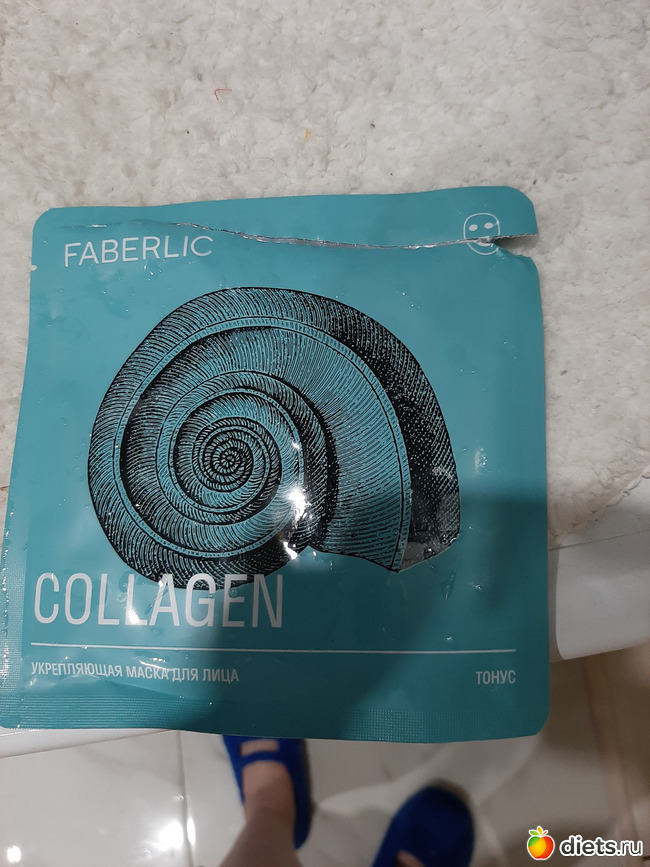 FABERLIC
COLLAGEN
УКРЕПЛЯЮЩАЯ МАСКА ДЛЯ ЛИЦА
ТОНУС
diets.ru